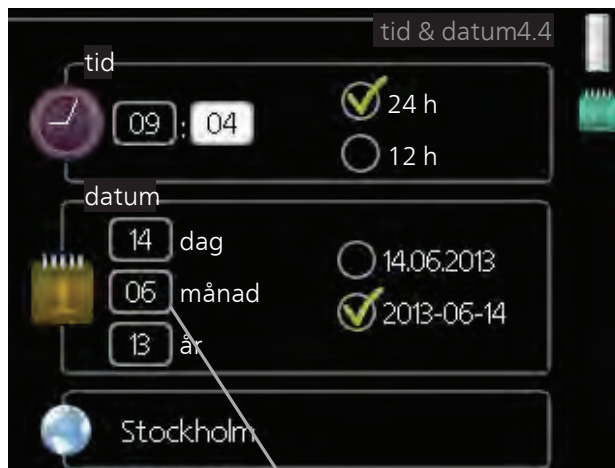 tid & datum4.4
tid
09 : 04
24 h
12 h
datum
14 dag
06 månad
13 år
14.06.2013
2013-06-14
Stockholm